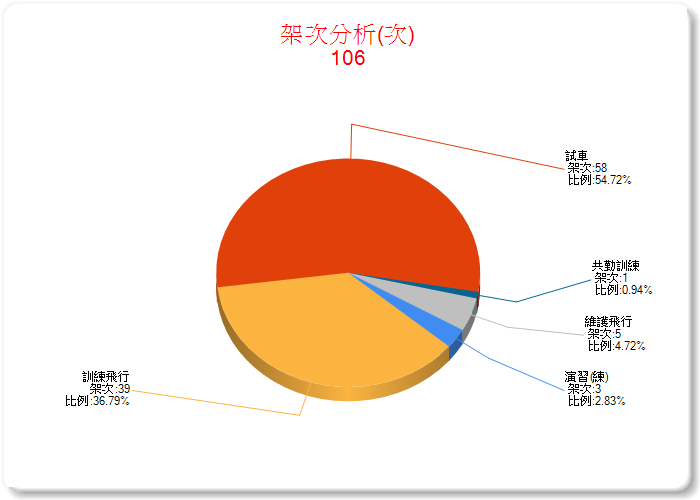 架次分析(次)
106
試車
架次:58
比例:54.72%
共勤訓練
架次:1
比例:0.94%
維護飛行
架次:5
比例:4.72%
演習(練)
架次:3
比例:2.83%
訓練飛行
架次:39
比例:36.79%